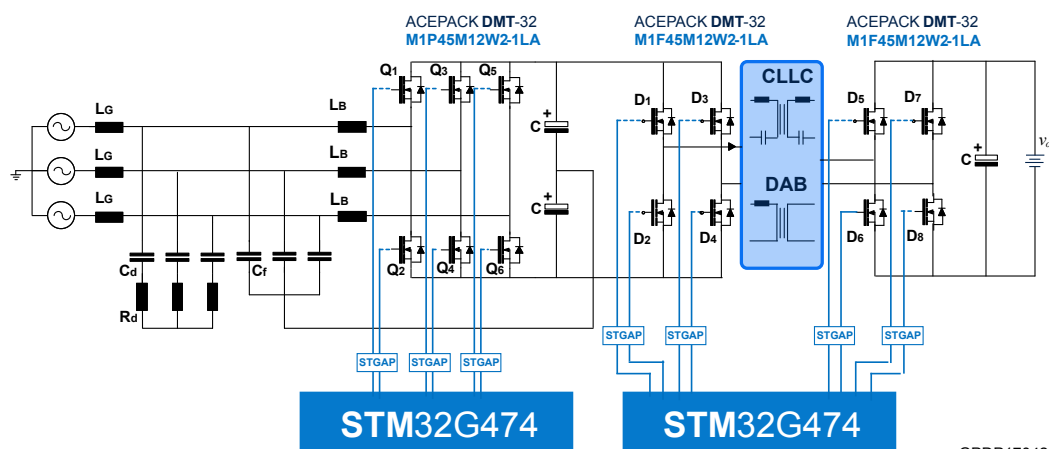 ACEPACK DMT-32
M1P45M12W2-1LA
ACEPACK DMT-32
M1F45M12W2-1LA
ACEPACK DMT-32
M1F45M12W2-1LA
Q1
Q3
Q5
CLLC
D1
D3
D5
D7
LG
LB
C
+
LG
LB
C
+
v
LG
LB
C
+
DAB
Cd
Cf
Q2
Q4
Q6
D2
D4
D6
D8
Rd
STGAP
STGAP
STGAP
STGAP
STGAP
STGAP
STGAP
STM32G474
STM32G474